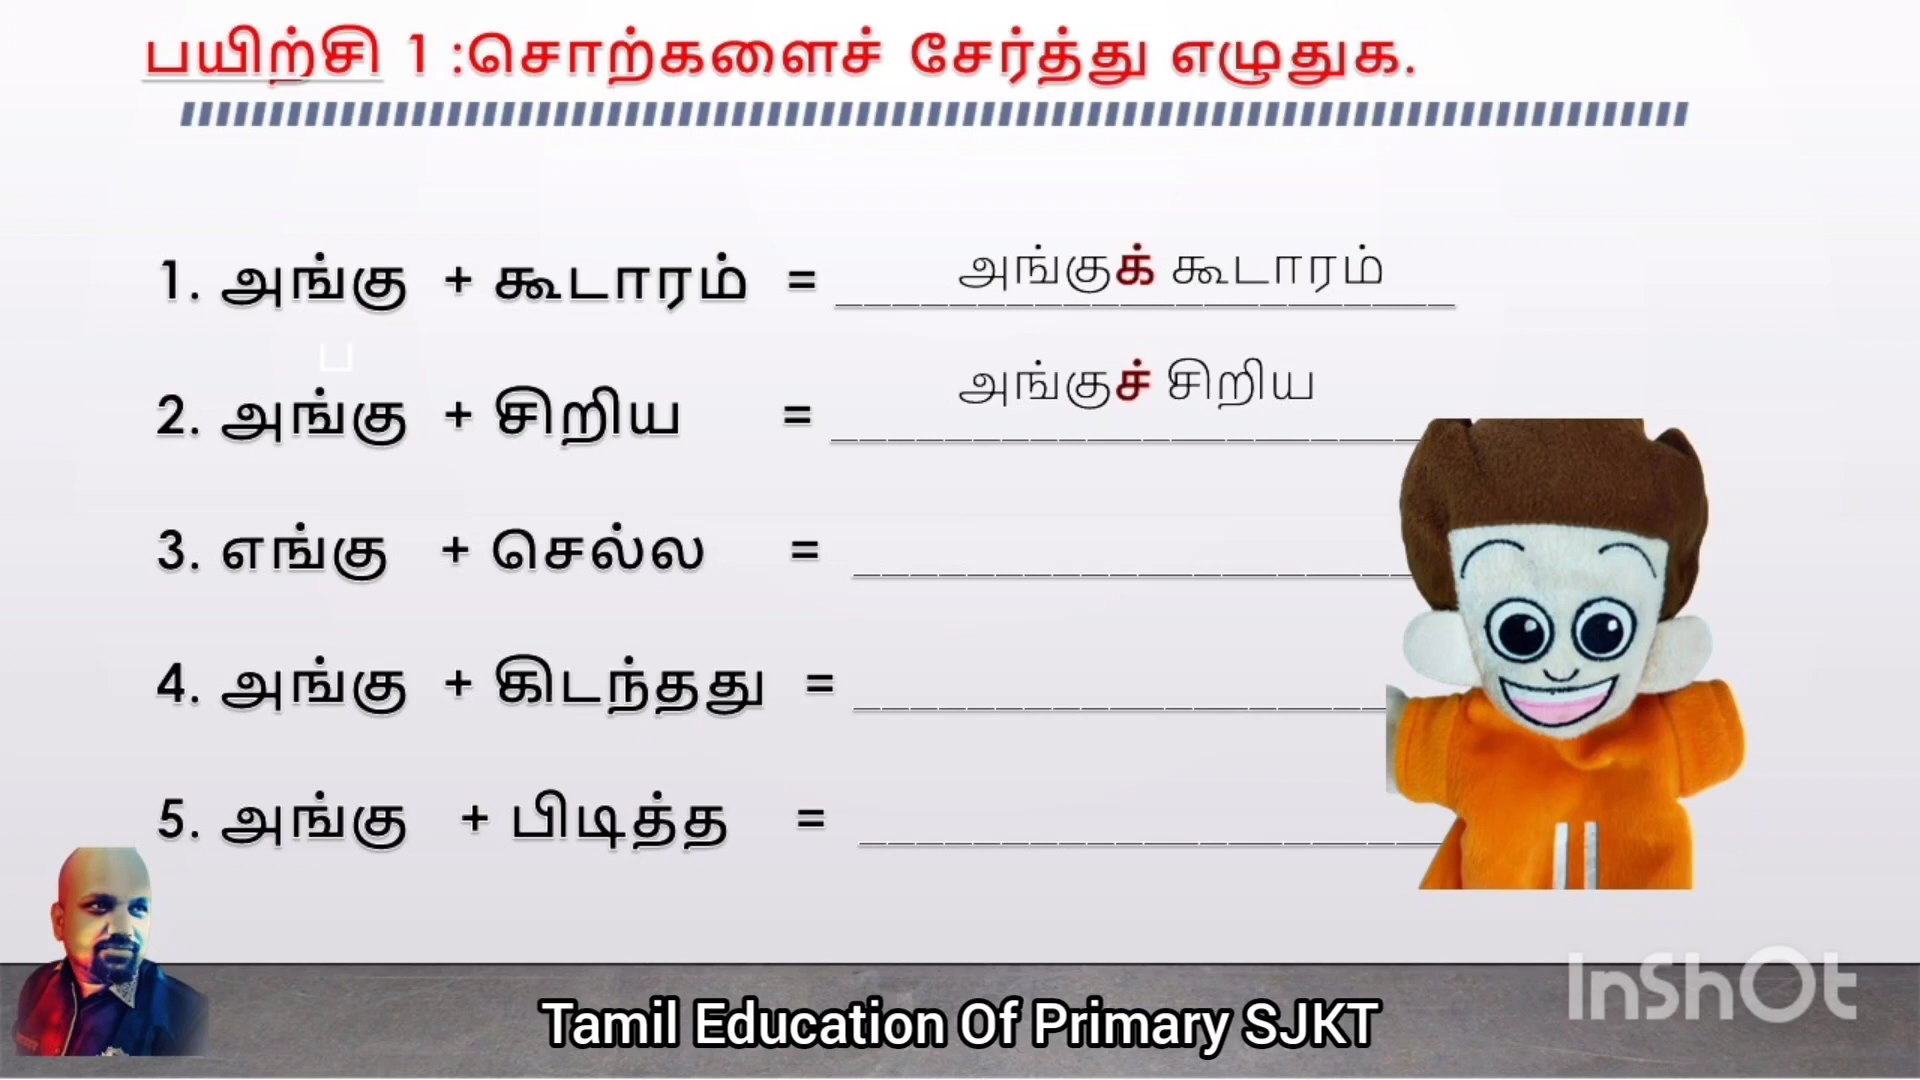 பயிற்சி 1 :சொற்களைச் சேர்த்து எழுதுக.
1. அங்கு + கூடாரம் = அங்குக் கூடாரம்
ப
2. அங்கு + சிறிய = அங்குச் சிறிய
3. எங்கு + செல்ல =
4. அங்கு + கிடந்தது =
5. அங்கு + பிடித்த =
InShOt
Tamil Education Of Primary SJKT